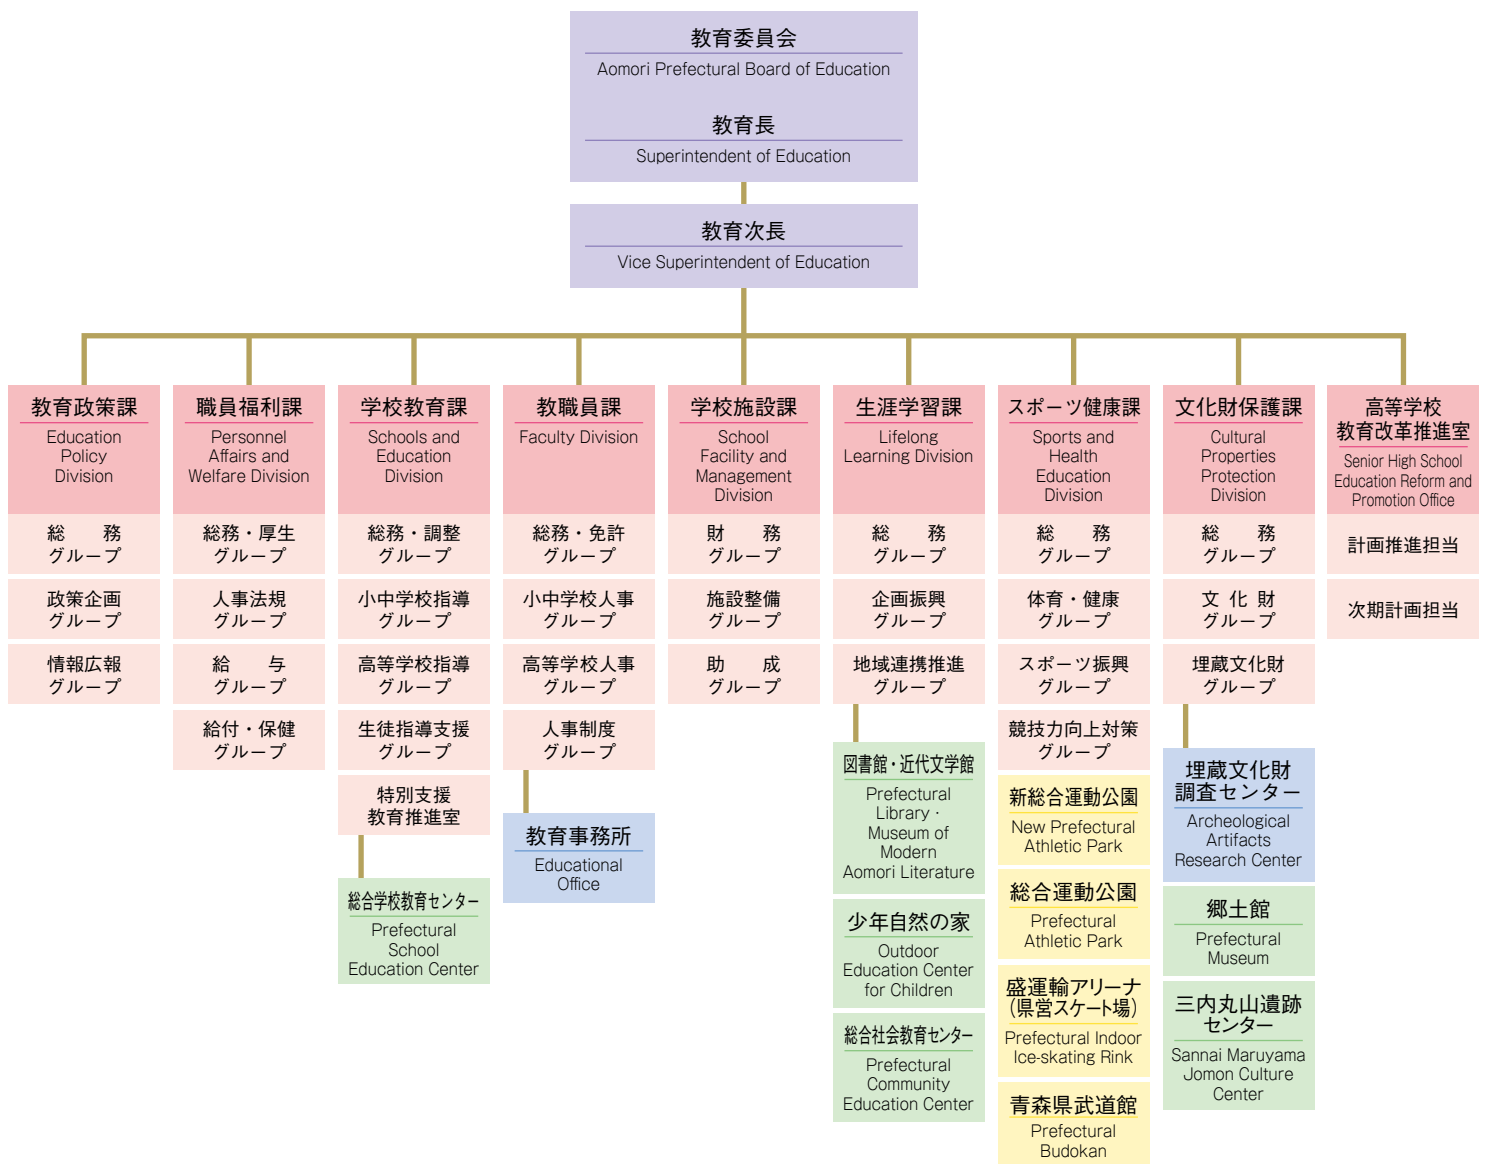 教育委員会
Aomori Prefectural Board of Education
教育長
Superintendent of Education
教育次長
Vice Superintendent of Education
教育政策課
Education
Policy
Division
総　務
グループ
政策企画
グループ
情報広報
グループ
職員福利課
Personnel
Affairs and
Welfare Division
総務・厚生
グループ
人事法規
グループ
給　与
グループ
給付・保健
グループ
学校教育課
Schools and
Education
Division
総務・調整
グループ
小中学校指導
グループ
高等学校指導
グループ
生徒指導支援
グループ
特別支援
教育推進室
総合学校教育センター
Prefectural
School
Education Center
教職員課
Faculty Division
総務・免許
グループ
小中学校人事
グループ
高等学校人事
グループ
人事制度
グループ
教育事務所
Educational
Office
学校施設課
School
Facility and
Management
Division
財　務
グループ
施設整備
グループ
助　成
グループ
生涯学習課
Lifelong
Learning Division
総　務
グループ
企画振興
グループ
地域連携推進
グループ
図書館・近代文学館
Prefectural
Library・
Museum of
Modern
Aomori Literature
少年自然の家
Outdoor
Education Center
for Children
総合社会教育センター
Prefectural
Community
Education Center
スポーツ健康課
Sports and
Health
Education
Division
総　務
グループ
体育・健康
グループ
スポーツ振興
グループ
競技力向上対策
グループ
新総合運動公園
New Prefectural
Athletic Park
総合運動公園
Prefectural
Athletic Park
盛運輸アリーナ
(県営スケート場)
Prefectural Indoor
Ice-skating Rink
青森県武道館
Prefectural
Budokan
文化財保護課
Cultural
Properties
Protection
Division
総　務
グループ
文 化 財
グループ
埋蔵文化財
グループ
埋蔵文化財
調査センター
Archeological
Artifacts
Research Center
郷土館
Prefectural
Museum
三内丸山遺跡
センター
Sannai Maruyama
Jomon Culture
Center
高等学校
教育改革推進室
Senior High School
Education Reform and
Promotion Office
計画推進担当
次期計画担当